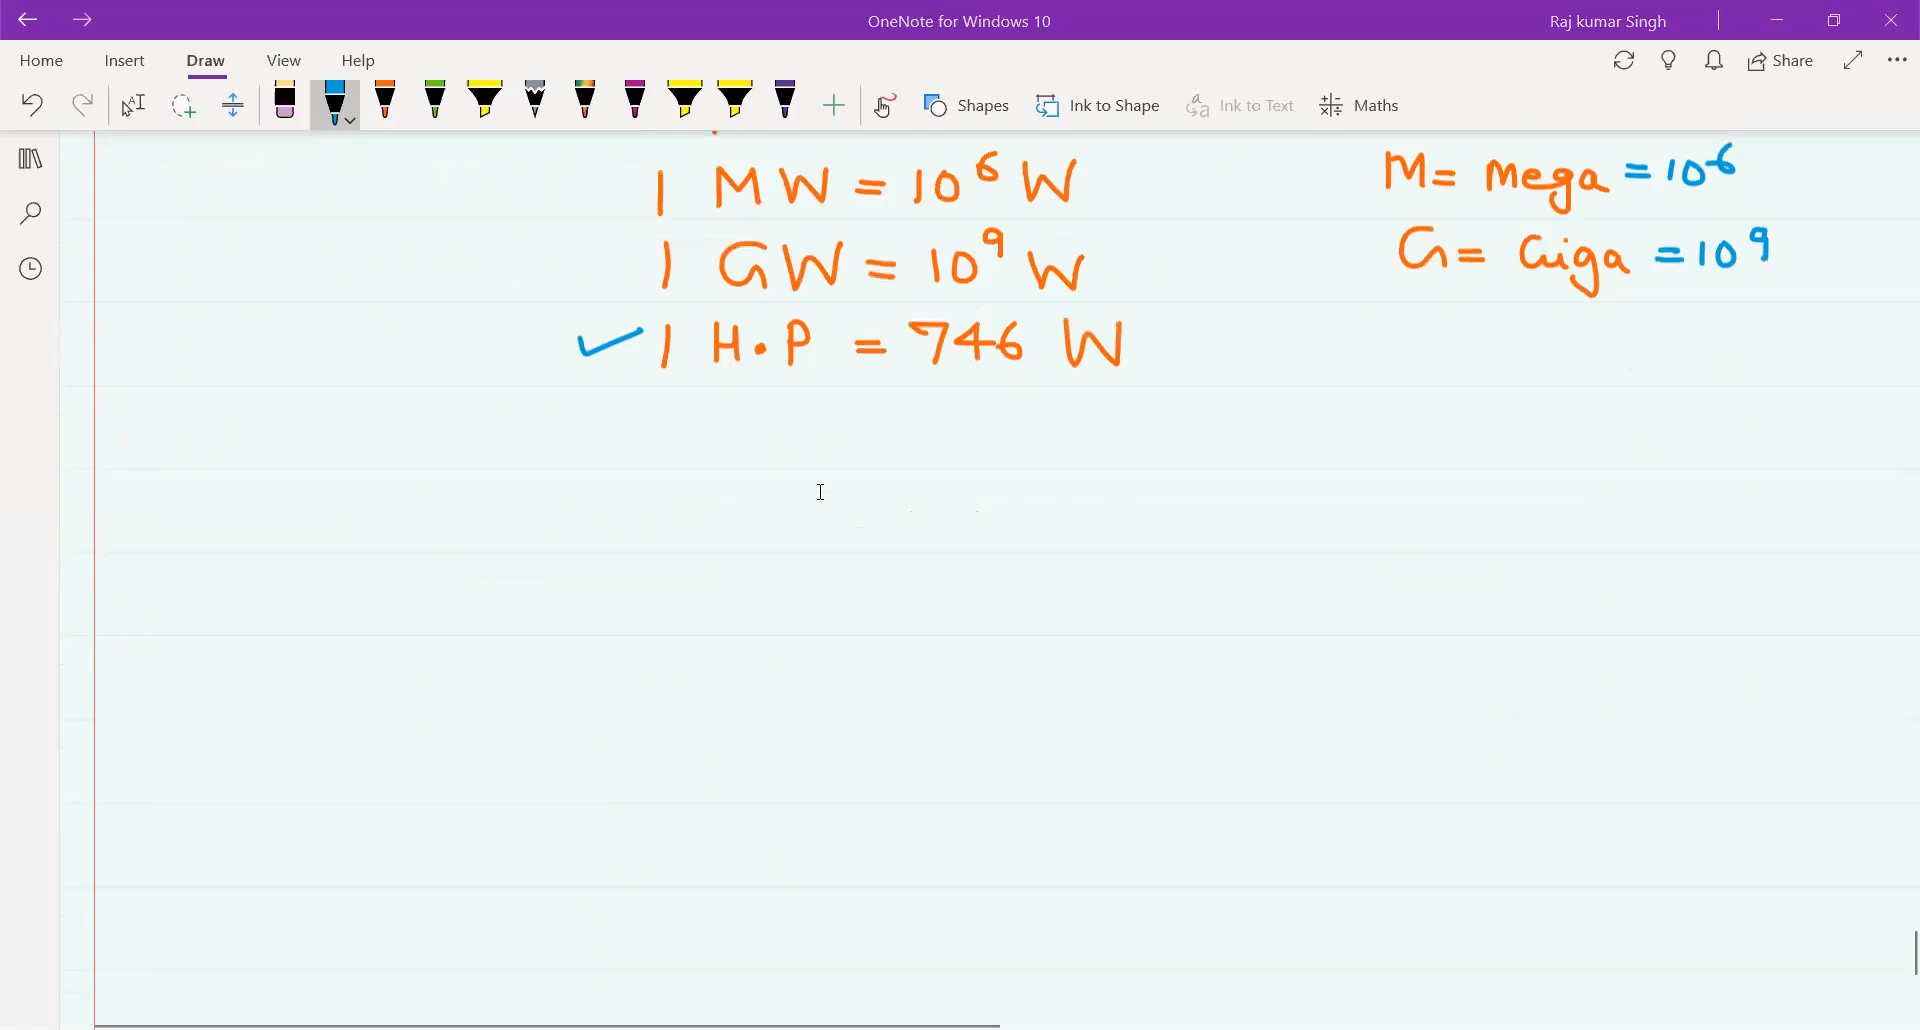 OneNote for Windows 10
Raj kumar Singh
Home Insert Draw View Help
Share
Shapes Ink to Shape Ink to Text Maths
1 MW = 10⁶ W
M = Mega = 10⁻⁶
1 GW = 10⁹ W
G = Giga = 10⁹
1 H.P = 746 W